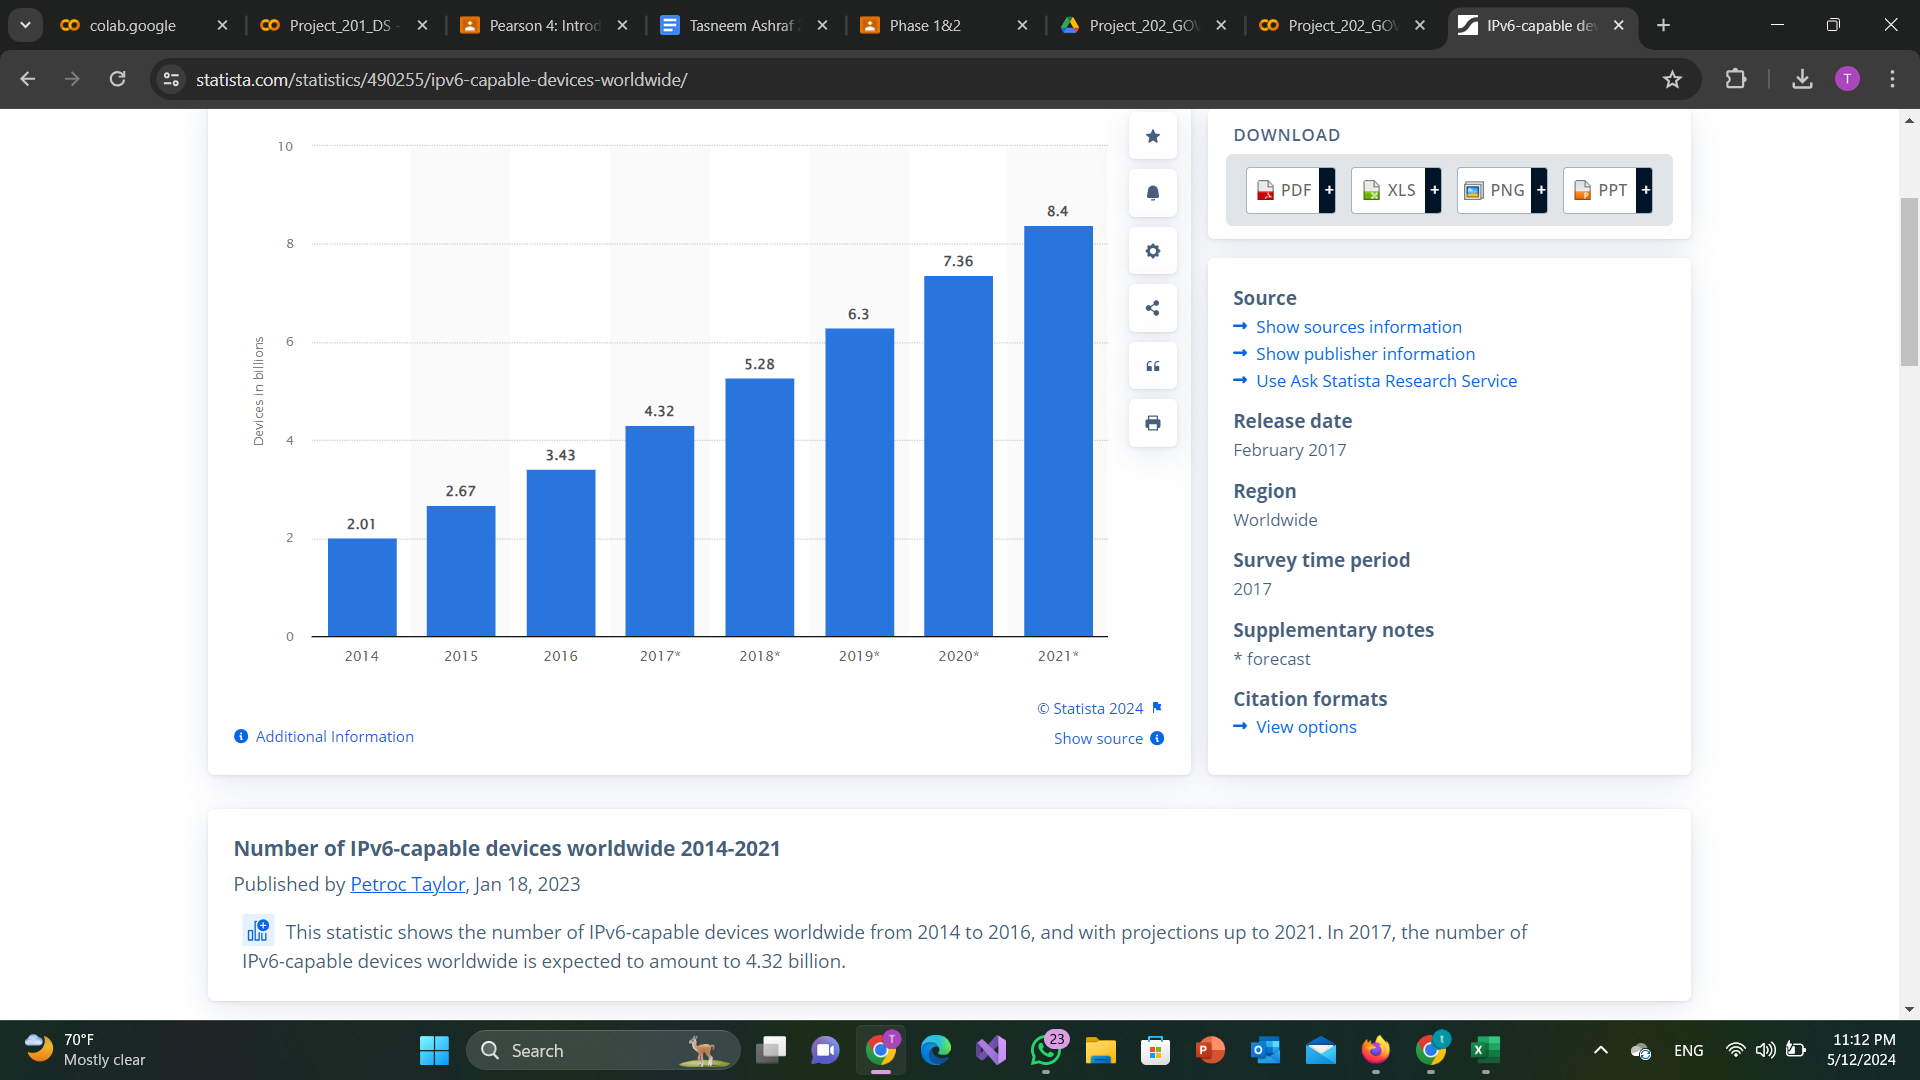 colab.google
Project_201_DS -
Pearson 4: Introd
Tasneem Ashraf
Phase 1&2
Project_202_GOV
Project_202_GOV
IPv6-capable de
statista.com/statistics/490255/ipv6-capable-devices-worldwide/
T
Devices in billions
10
8
6
4
2
0
2.01
2.67
3.43
4.32
5.28
6.3
7.36
8.4
2014
2015
2016
2017*
2018*
2019*
2020*
2021*
© Statista 2024
Additional Information
Show source
DOWNLOAD
PDF +
XLS +
PNG +
PPT +
Source
Show sources information
Show publisher information
Use Ask Statista Research Service
Release date
February 2017
Region
Worldwide
Survey time period
2017
Supplementary notes
* forecast
Citation formats
View options
Number of IPv6-capable devices worldwide 2014-2021
Published by Petroc Taylor, Jan 18, 2023
This statistic shows the number of IPv6-capable devices worldwide from 2014 to 2016, and with projections up to 2021. In 2017, the number of
IPv6-capable devices worldwide is expected to amount to 4.32 billion.
70°F
Mostly clear
Search
T
23
t
ENG
11:12 PM
5/12/2024